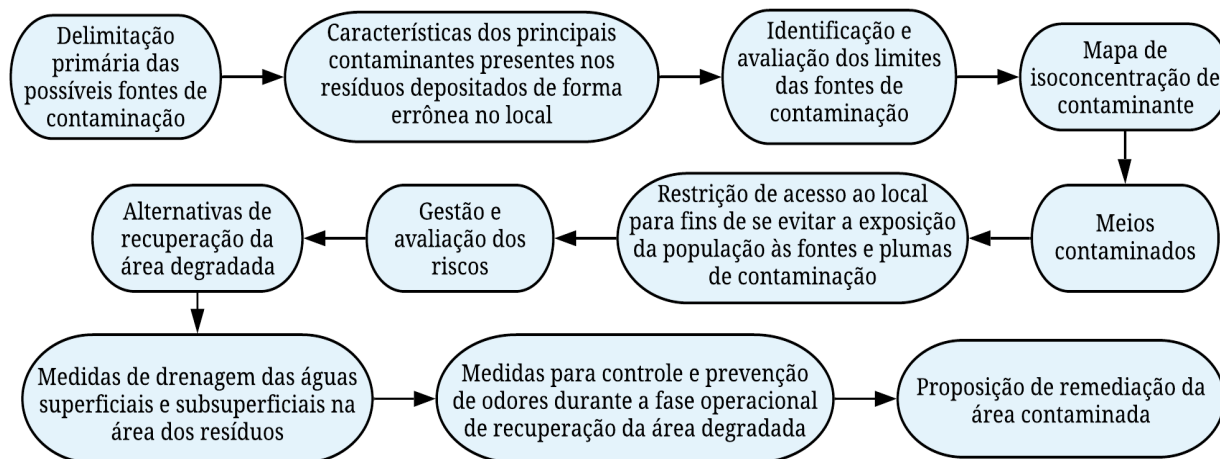 Delimitação
primária das
possíveis fontes de
contaminação
Características dos principais
contaminantes presentes nos
resíduos depositados de forma
errônea no local
Identificação e
avaliação dos limites
das fontes de
contaminação
Mapa de
isoconcentração de
contaminante
Meios
contaminados
Restrição de acesso ao local
para fins de se evitar a exposição
da população às fontes e plumas
de contaminação
Gestão e
avaliação dos
riscos
Alternativas de
recuperação da
área degradada
Medidas de drenagem das águas
superficiais e subsuperficiais na
área dos resíduos
Medidas para controle e prevenção
de odores durante a fase operacional
de recuperação da área degradada
Proposição de remediação da
área contaminada